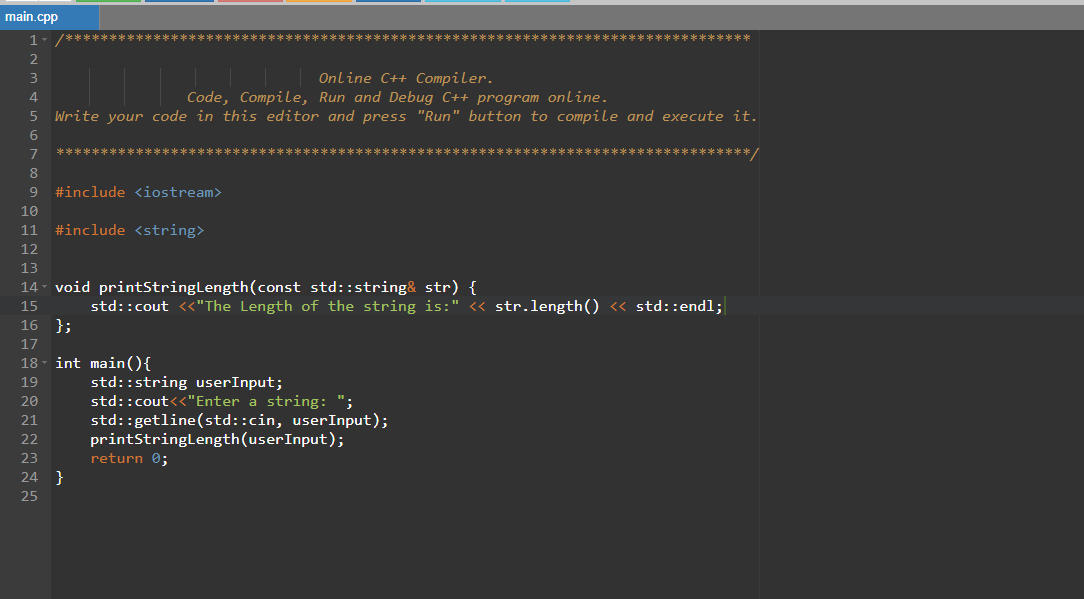 main.cpp
1 /******************************************************************************
2
3 Online C++ Compiler.
4 Code, Compile, Run and Debug C++ program online.
5 Write your code in this editor and press "Run" button to compile and execute it.
6
7 *******************************************************************************/
8
9 #include <iostream>
10
11 #include <string>
12
13
14 void printStringLength(const std::string& str) {
15 std::cout <<"The Length of the string is:" << str.length() << std::endl;
16 };
17
18 int main(){
19 std::string userInput;
20 std::cout<<"Enter a string: ";
21 std::getline(std::cin, userInput);
22 printStringLength(userInput);
23 return 0;
24 }
25